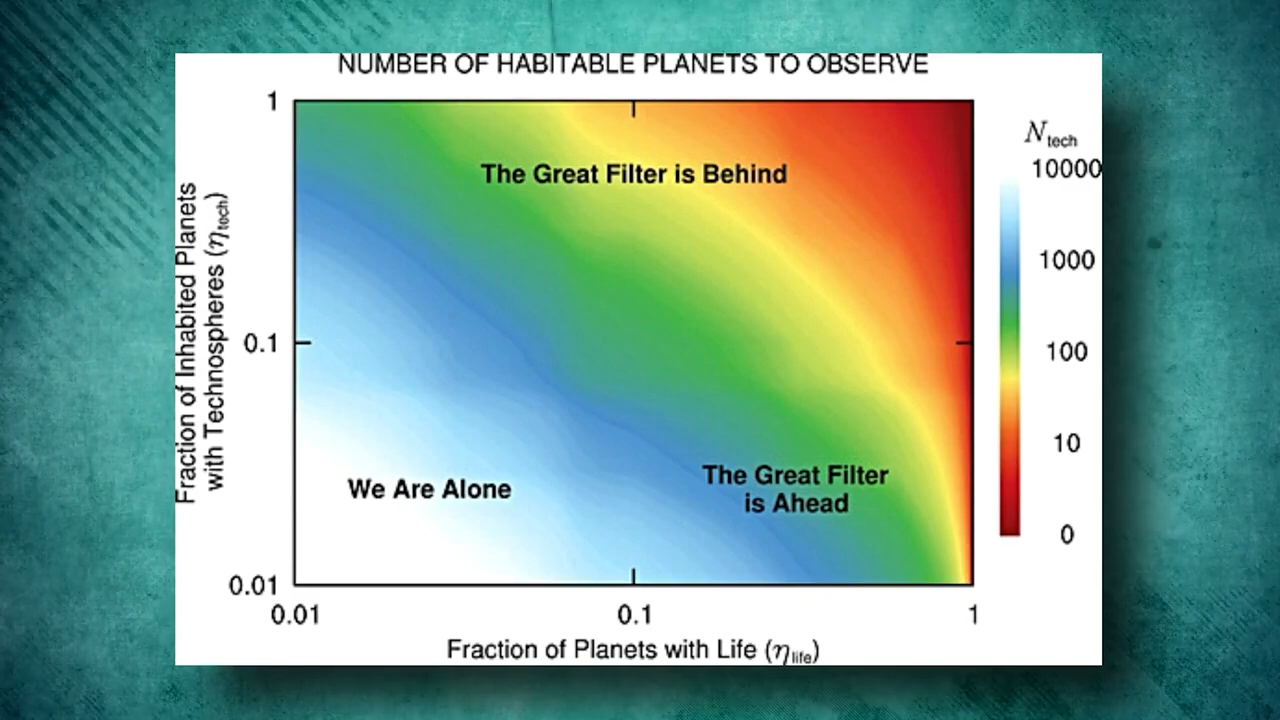 NUMBER OF HABITABLE PLANETS TO OBSERVE
1
0.1
0.01
Fraction of Inhabited Planets
with Technospheres (ηtech)
The Great Filter is Behind
We Are Alone
The Great Filter
is Ahead
0.01 0.1 1
Fraction of Planets with Life (ηlife)
Ntech
10000
1000
100
10
0